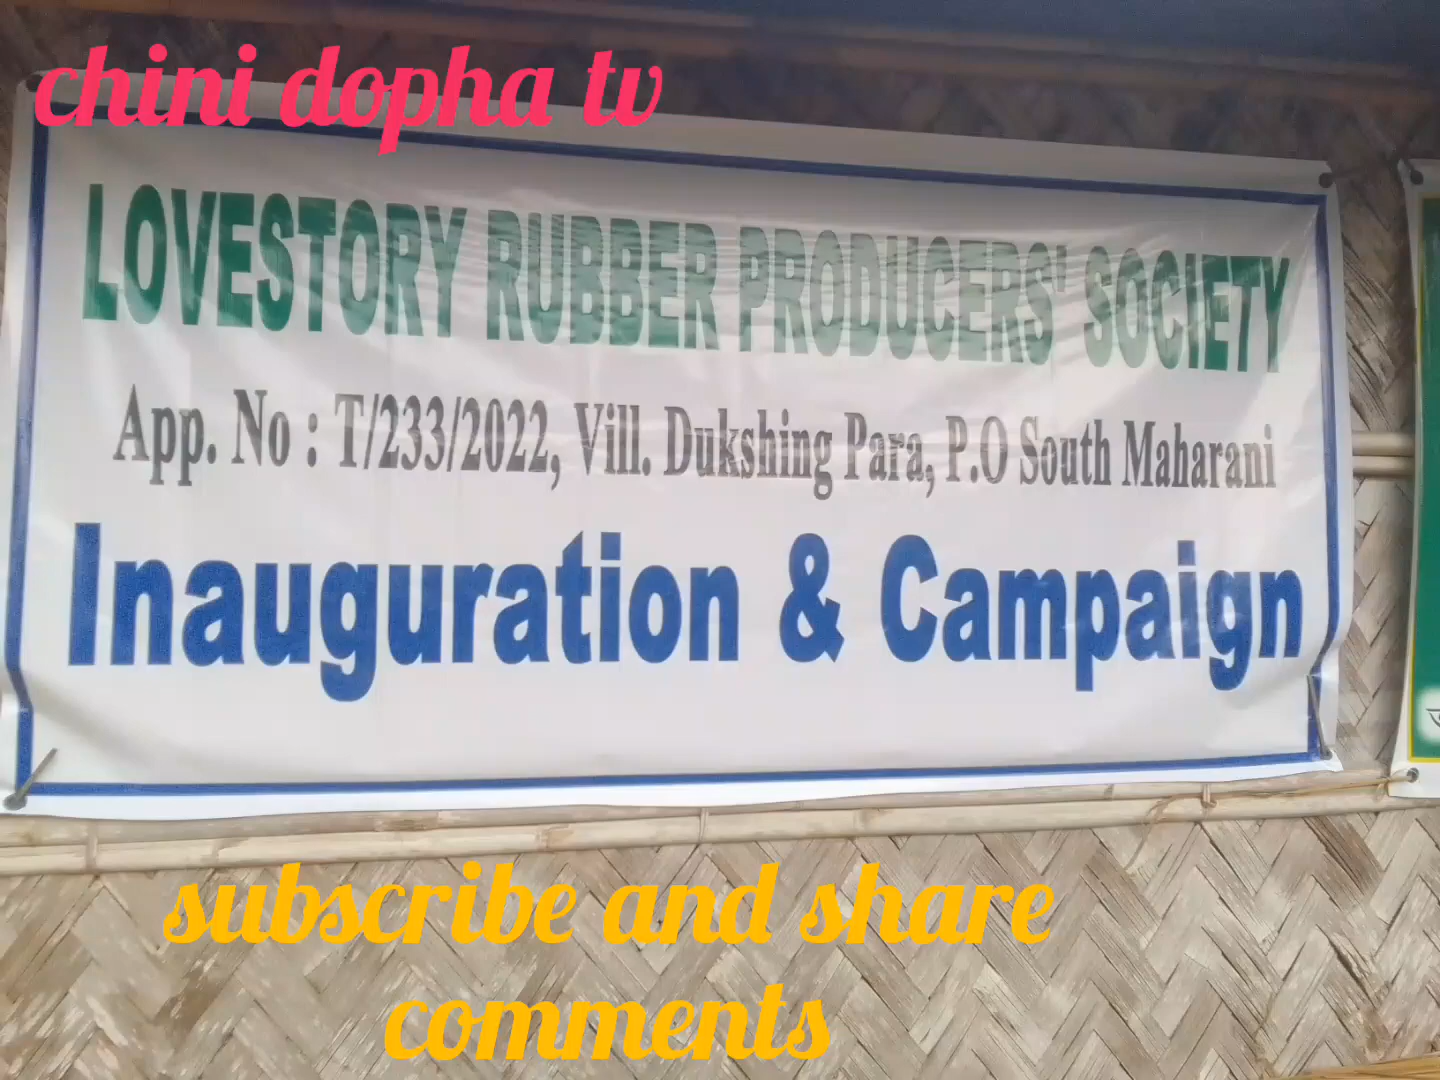 chini dopha tv
LOVESTORY RUBBER PRODUCERS' SOCIETY
App. No : T/233/2022, Vill. Dukshing Para, P.O South Maharani
Inauguration & Campaign
subscribe and share
comments